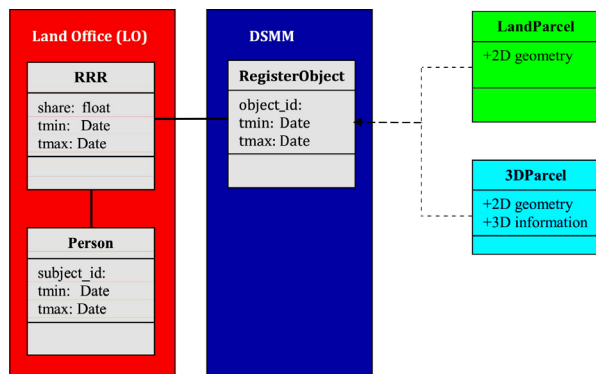 Land Office (LO)
RRR
share: float
tmin: Date
tmax: Date
Person
subject_id:
tmin: Date
tmax: Date
DSMM
RegisterObject
object_id:
tmin: Date
tmax: Date
LandParcel
+2D geometry
3DParcel
+2D geometry
+3D information